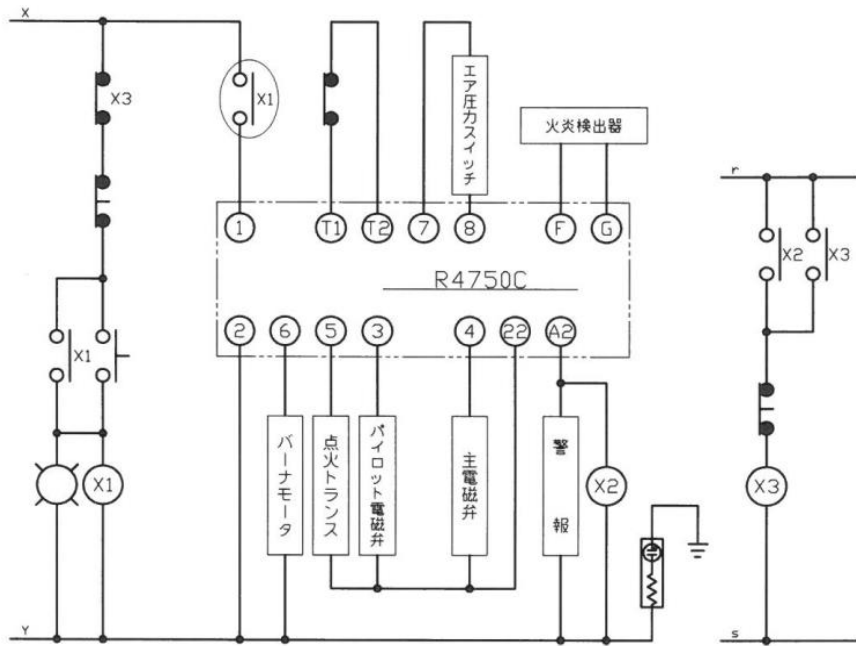 X
X3
X1
エア圧力スイッチ
火炎検出器
r
X2
X3
1
T1
T2
7
8
F
G
R4750C
X1
2
6
5
3
4
22
A2
バーナモータ
点火トランス
パイロット電磁弁
主電磁弁
警報
X1
X2
X3
Y
s